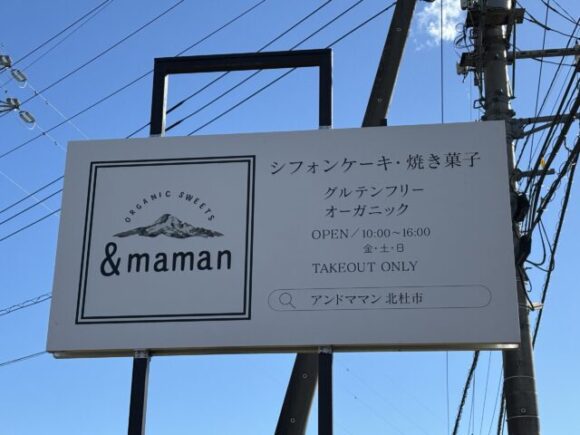 ORGANIC SWEETS
&maman
シフォンケーキ・焼き菓子
グルテンフリー
オーガニック
OPEN/10:00~16:00
金・土・日
TAKEOUT ONLY
アンドママン 北杜市